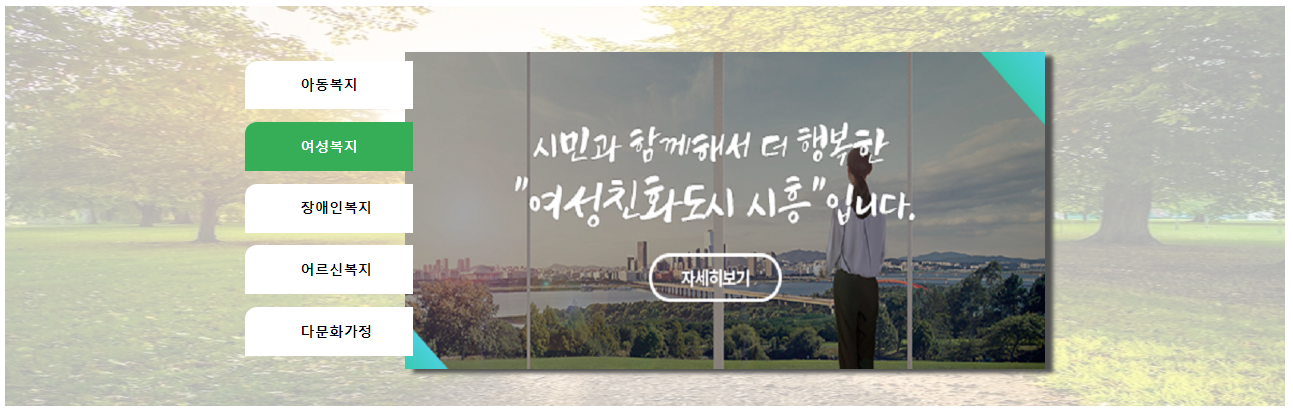 아동복지
여성복지
장애인복지
어르신복지
다문화가정
시민과 함께해서 더 행복한
"여성친화도시 시흥"입니다.
자세히보기